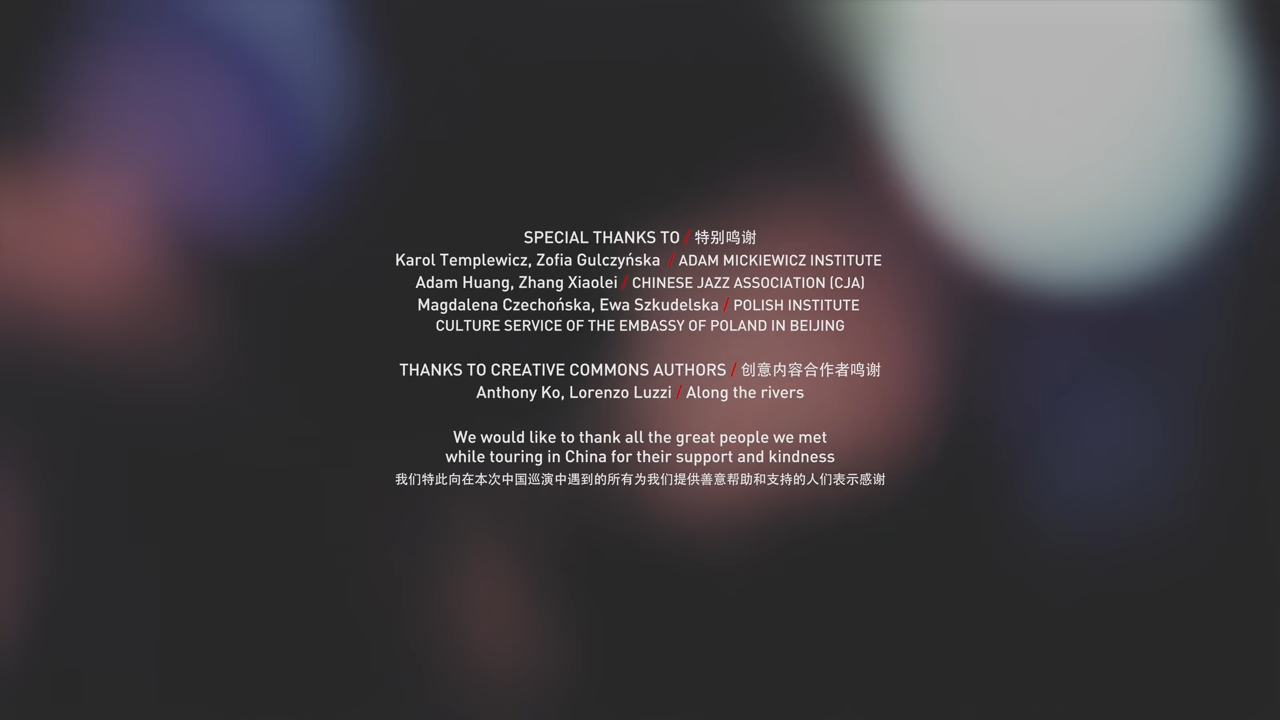 SPECIAL THANKS TO / 特别鸣谢
Karol Templewicz, Zofia Gulczyńska / ADAM MICKIEWICZ INSTITUTE
Adam Huang, Zhang Xiaolei / CHINESE JAZZ ASSOCIATION (CJA)
Magdalena Czechońska, Ewa Szkudelska / POLISH INSTITUTE
CULTURE SERVICE OF THE EMBASSY OF POLAND IN BEIJING
THANKS TO CREATIVE COMMONS AUTHORS / 创意内容合作者鸣谢
Anthony Ko, Lorenzo Luzzi / Along the rivers
We would like to thank all the great people we met
while touring in China for their support and kindness
我们特此向在本次中国巡演中遇到的所有为我们提供善意帮助和支持的人们表示感谢